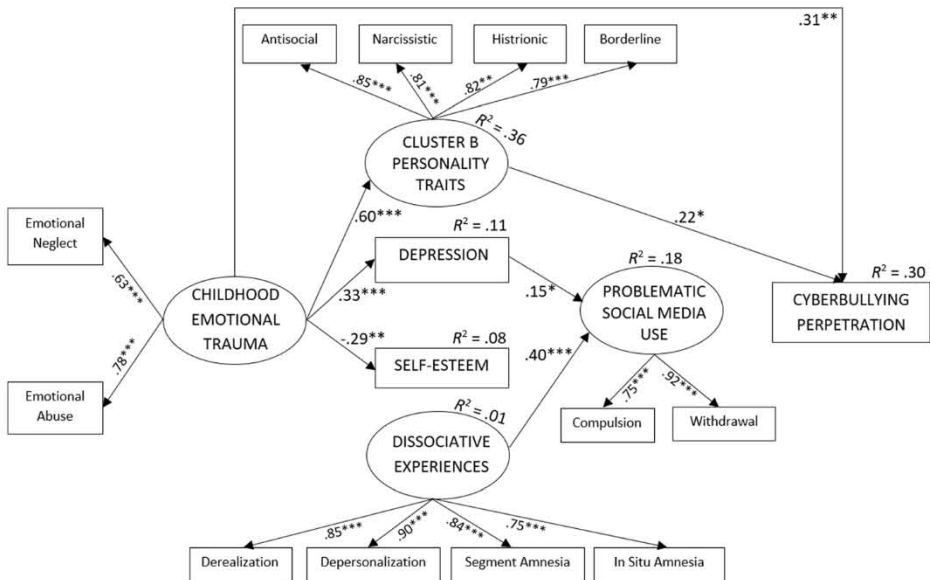 .31**
Antisocial
Narcissistic
Histrionic
Borderline
.85***
.81***
.82**
.79***
R² = .36
CLUSTER B
PERSONALITY
TRAITS
.60***
.22*
Emotional
Neglect
.63***
R² = .11
DEPRESSION
.33***
.15*
R² = .18
PROBLEMATIC
SOCIAL MEDIA
USE
R² = .30
CYBERBULLYING
PERPETRATION
CHILDHOOD
EMOTIONAL
TRAUMA
-.29**
R² = .08
SELF-ESTEEM
.40***
.78***
Emotional
Abuse
.75***
.92***
Compulsion
Withdrawal
R² = .01
DISSOCIATIVE
EXPERIENCES
.85***
.90***
.84***
.75***
Derealization
Depersonalization
Segment Amnesia
In Situ Amnesia